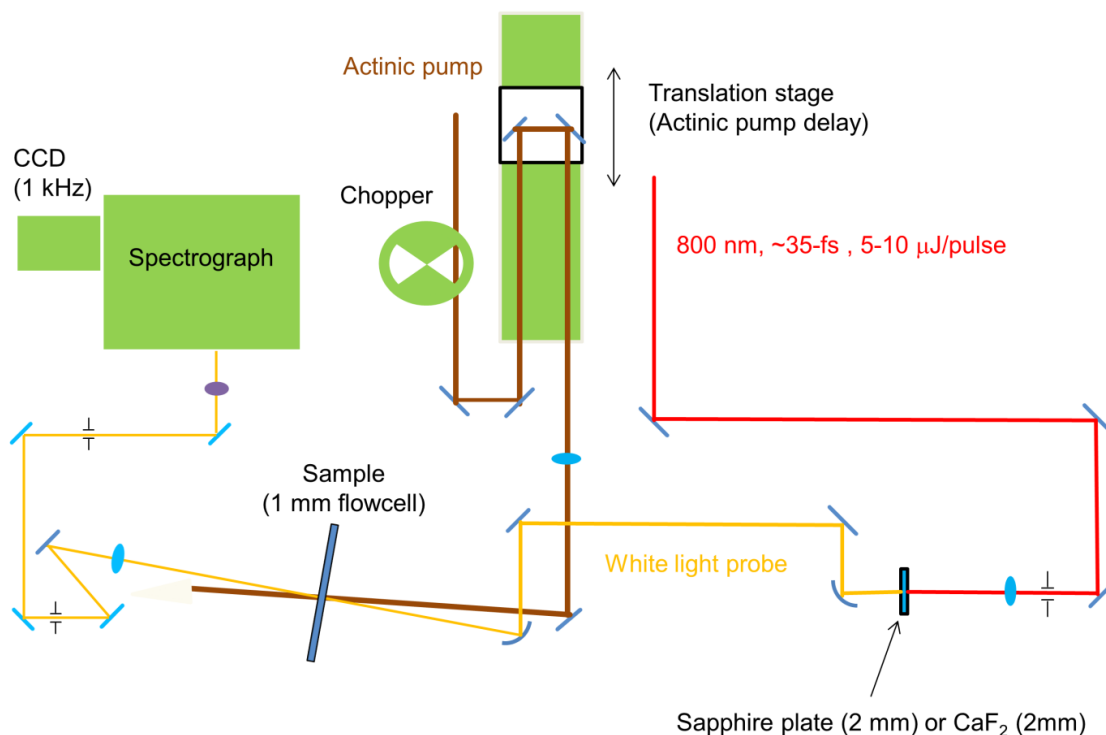 Actinic pump
Translation stage
(Actinic pump delay)
CCD
(1 kHz)
Chopper
Spectrograph
800 nm, ~35-fs , 5-10 μJ/pulse
Sample
(1 mm flowcell)
White light probe
Sapphire plate (2 mm) or CaF₂ (2mm)